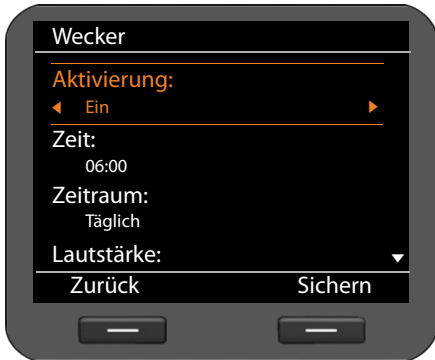 Wecker
Aktivierung:
Ein
Zeit:
06:00
Zeitraum:
Täglich
Lautstärke:
Zurück Sichern